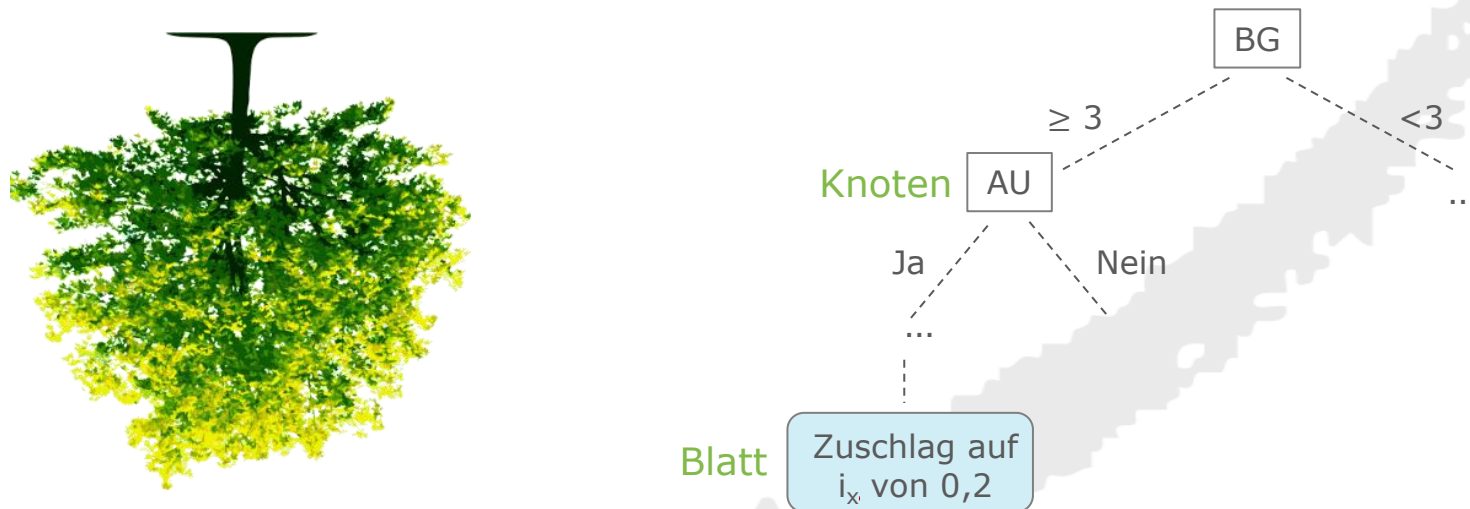 BG
≥ 3
<3
Knoten
AU
..
Ja
Nein
...
Blatt
Zuschlag auf
iₓ von 0,2